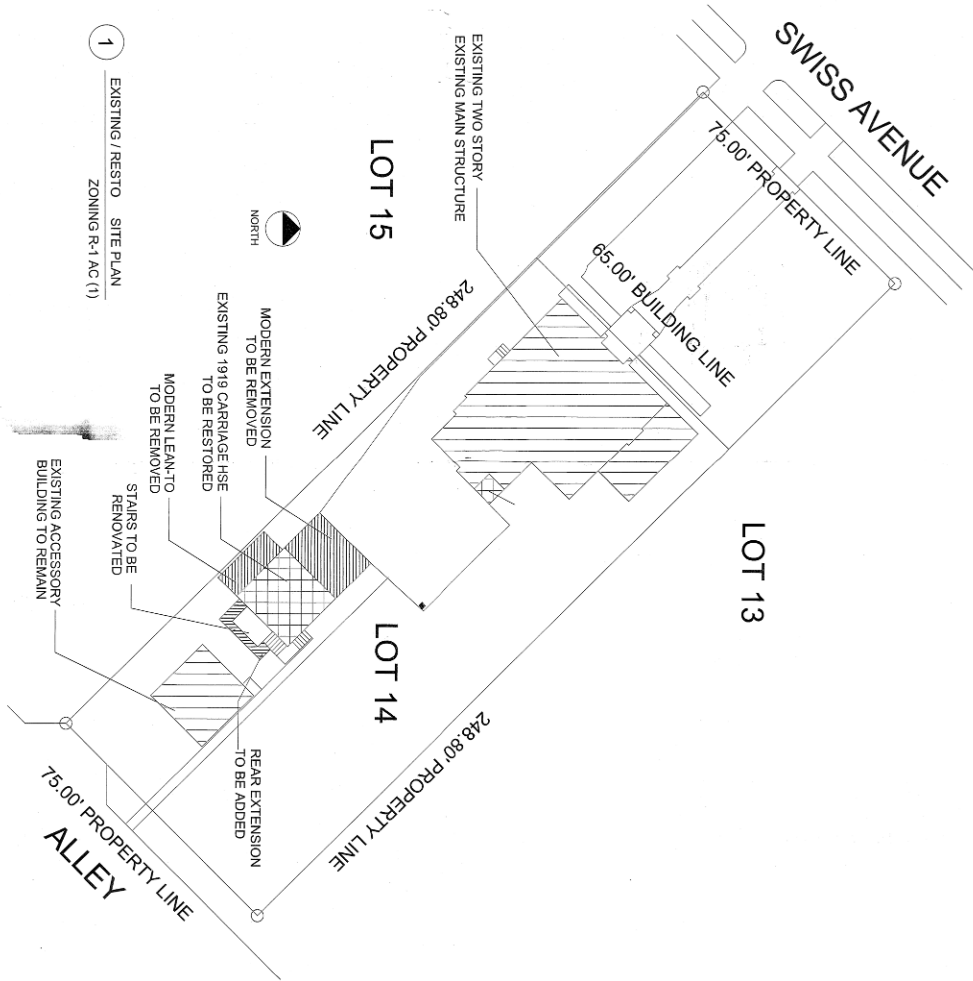 SWISS AVENUE
75.00' PROPERTY LINE
65.00' BUILDING LINE
EXISTING TWO STORY
EXISTING MAIN STRUCTURE
LOT 15
248.80' PROPERTY LINE
NORTH
1
EXISTING / RESTO SITE PLAN
ZONING R-1 AC (1)
MODERN EXTENSION
TO BE REMOVED
EXISTING 1919 CARRIAGE HSE
TO BE RESTORED
MODERN LEAN-TO
TO BE REMOVED
STAIRS TO BE
RENOVATED
EXISTING ACCESSORY
BUILDING TO REMAIN
LOT 13
LOT 14
248.80' PROPERTY LINE
REAR EXTENSION
TO BE ADDED
75.00' PROPERTY LINE
ALLEY